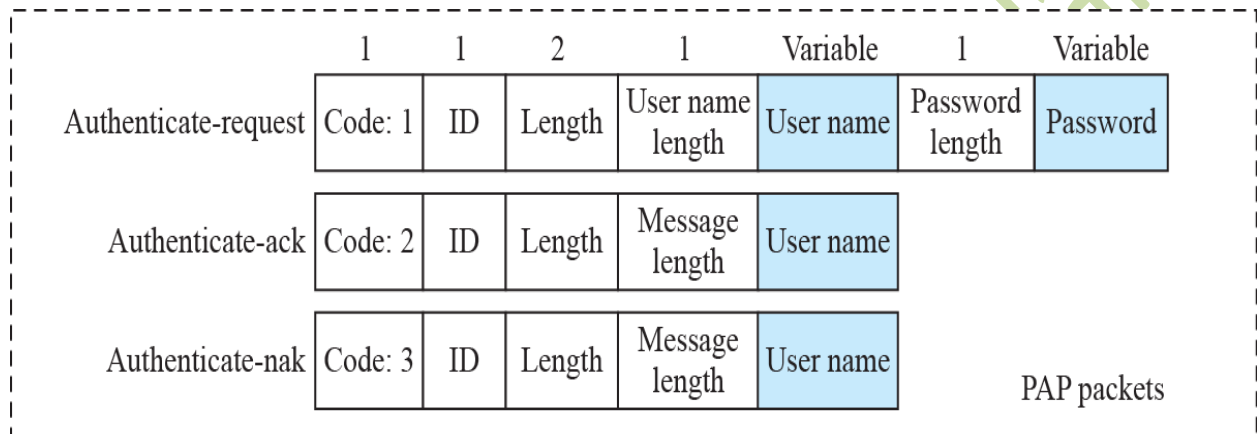 1 1 2 1 Variable 1 Variable
Authenticate-request Code: 1 ID Length User name length User name Password length Password
Authenticate-ack Code: 2 ID Length Message length User name
Authenticate-nak Code: 3 ID Length Message length User name
PAP packets